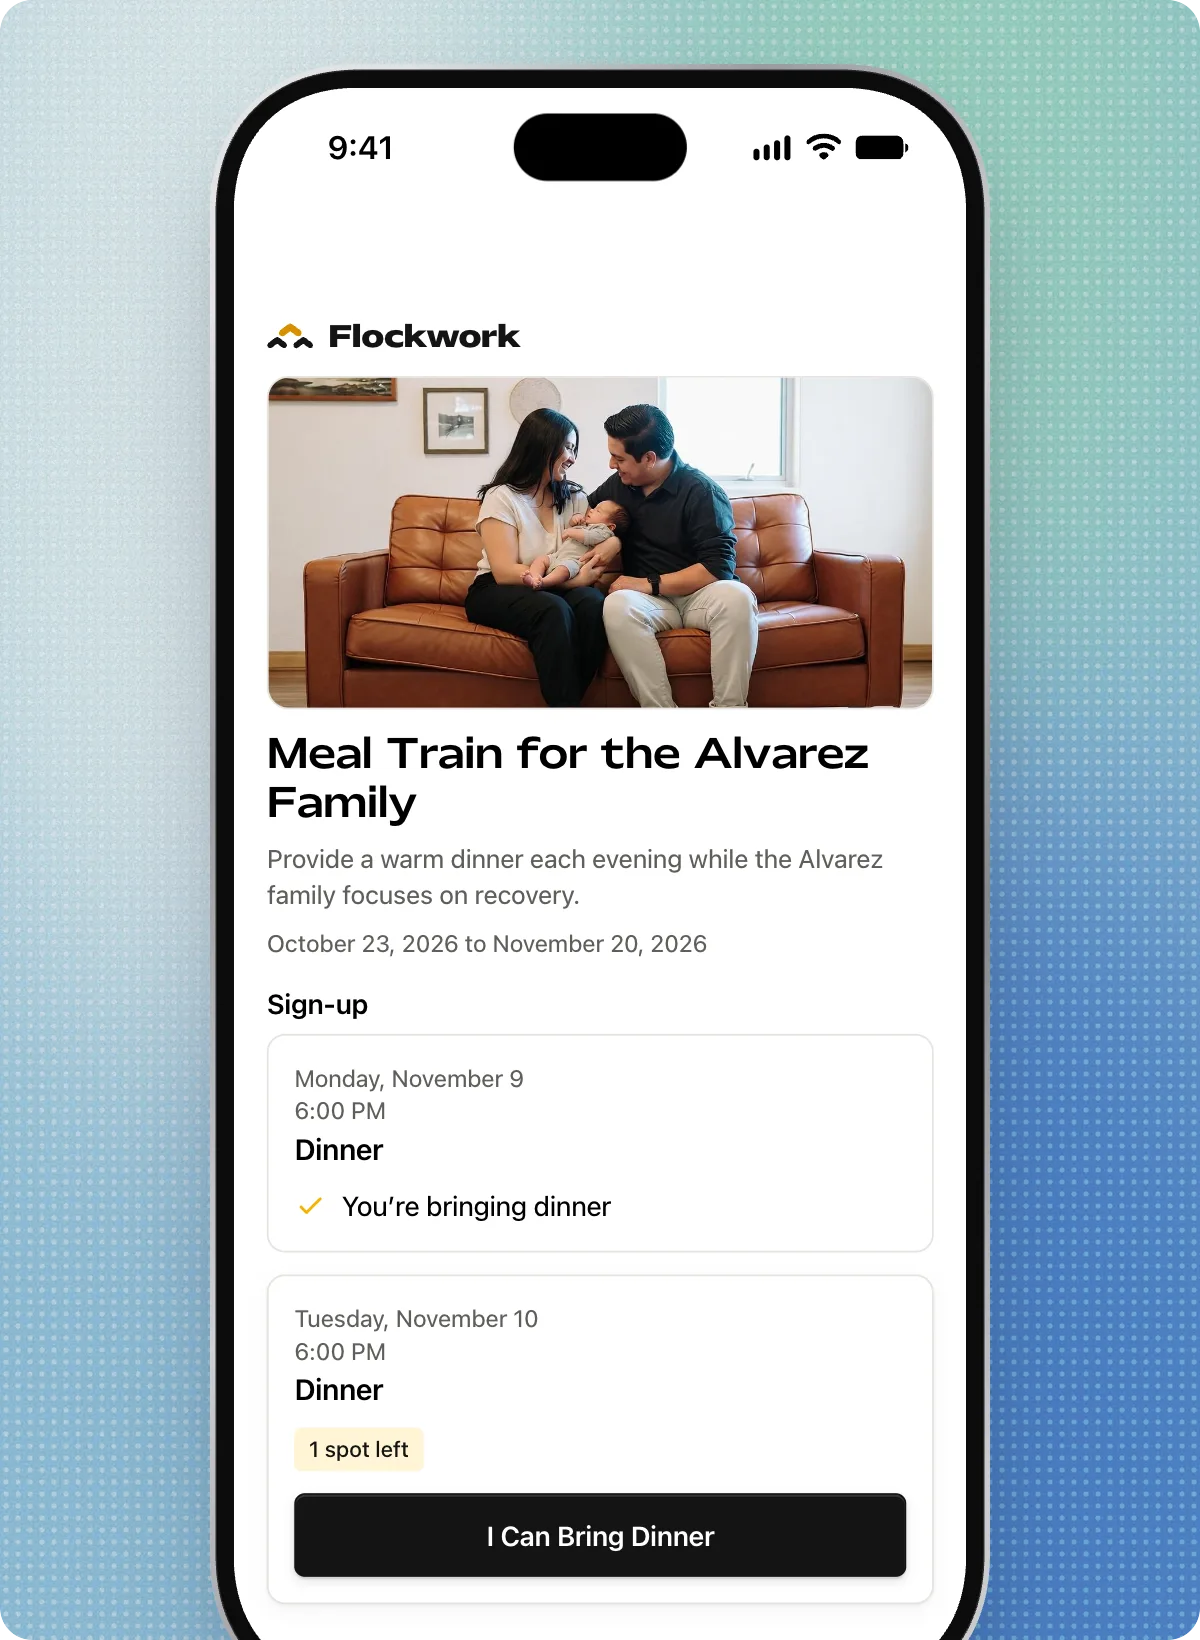 9:41
Flockwork
Meal Train for the Alvarez
Family
Provide a warm dinner each evening while the Alvarez
family focuses on recovery.
October 23, 2026 to November 20, 2026
Sign-up
Monday, November 9
6:00 PM
Dinner
You’re bringing dinner
Tuesday, November 10
6:00 PM
Dinner
1 spot left
I Can Bring Dinner